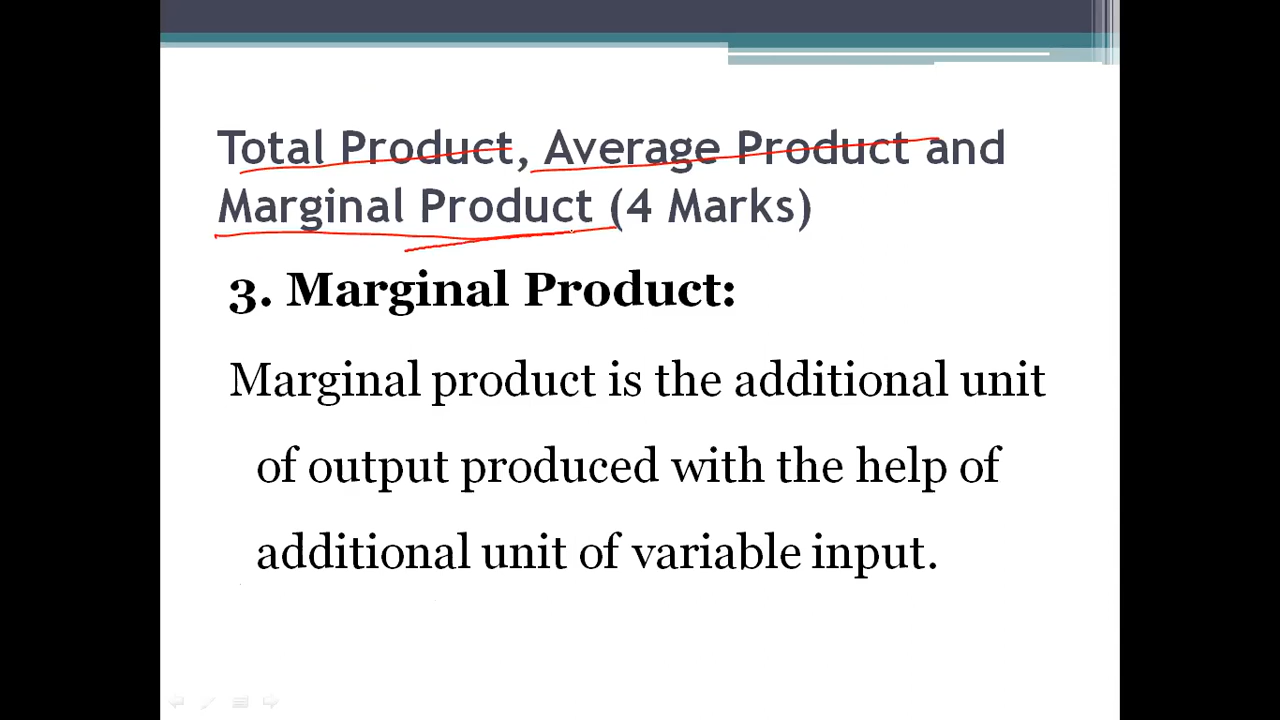 Total Product, Average Product and
Marginal Product (4 Marks)
3. Marginal Product:
Marginal product is the additional unit
of output produced with the help of
additional unit of variable input.